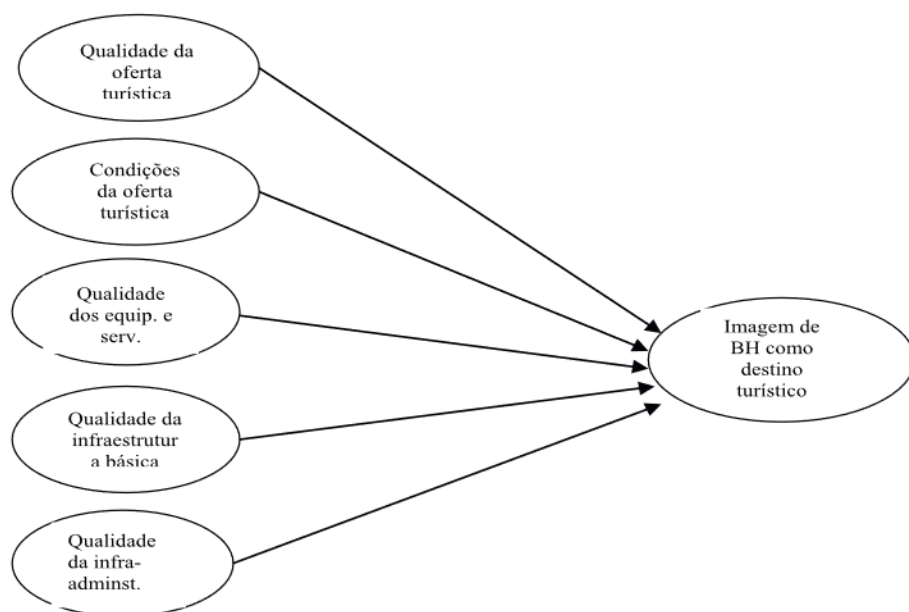 Qualidade da
oferta
turística
Condições
da oferta
turística
Qualidade
dos equip. e
serv.
Qualidade da
infraestrutur
a básica
Qualidade
da infra-
adminst.
Imagem de
BH como
destino
turístico